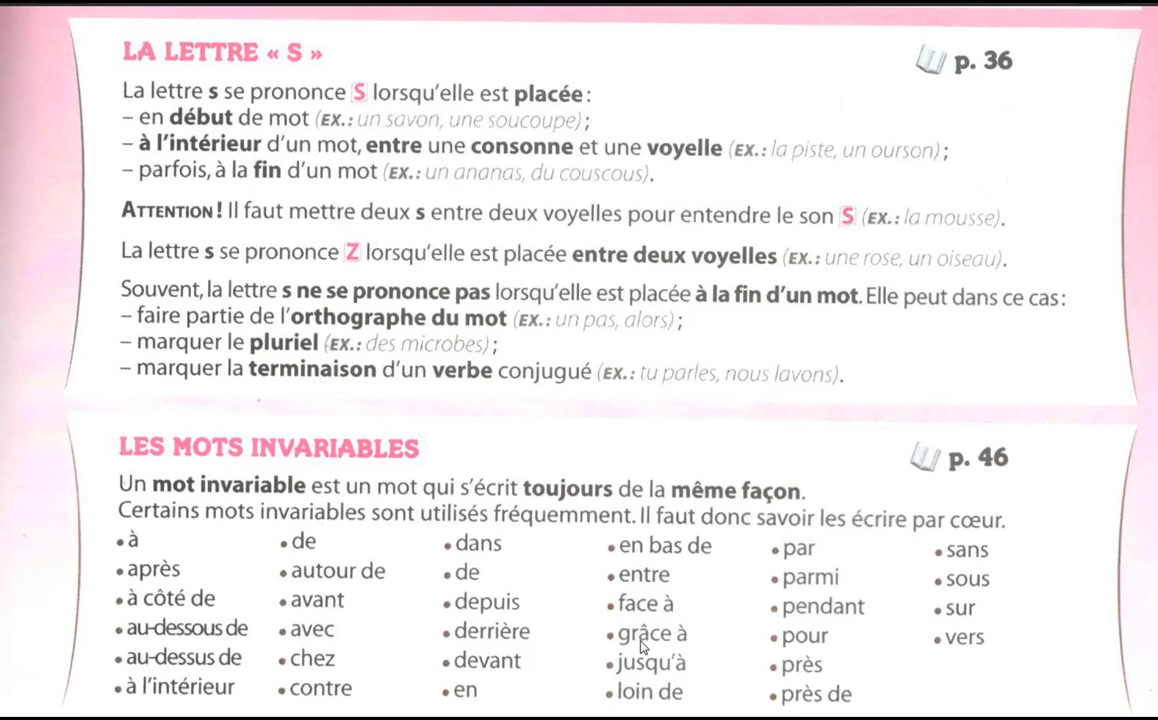 LA LETTRE « S »
p. 36
La lettre s se prononce S lorsqu'elle est placée :
– en début de mot (EX.: un savon, une soucoupe) ;
– à l'intérieur d'un mot, entre une consonne et une voyelle (EX.: la piste, un ourson) ;
– parfois, à la fin d'un mot (EX.: un ananas, du couscous).
ATTENTION ! Il faut mettre deux s entre deux voyelles pour entendre le son S (EX.: la mousse).
La lettre s se prononce Z lorsqu'elle est placée entre deux voyelles (EX.: une rose, un oiseau).
Souvent, la lettre s ne se prononce pas lorsqu'elle est placée à la fin d'un mot. Elle peut dans ce cas :
– faire partie de l'orthographe du mot (EX.: un pas, alors) ;
– marquer le pluriel (EX.: des microbes) ;
– marquer la terminaison d'un verbe conjugué (EX.: tu parles, nous lavons).
LES MOTS INVARIABLES
p. 46
Un mot invariable est un mot qui s'écrit toujours de la même façon.
Certains mots invariables sont utilisés fréquemment. Il faut donc savoir les écrire par cœur.
• à
• après
• à côté de
• au-dessous de
• au-dessus de
• à l'intérieur
• de
• autour de
• avant
• avec
• chez
• contre
• dans
• de
• depuis
• derrière
• devant
• en
• en bas de
• entre
• face à
• grâce à
• jusqu'à
• loin de
• par
• parmi
• pendant
• pour
• près
• près de
• sans
• sous
• sur
• vers